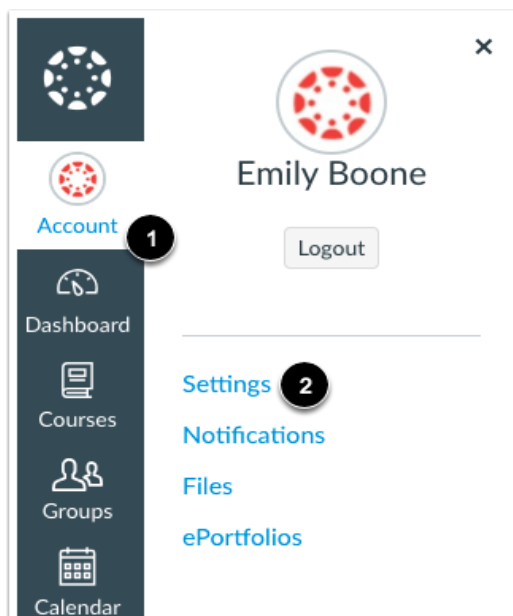 Account
1
Dashboard
Courses
Groups
Calendar
×
Emily Boone
Logout
Settings 2
Notifications
Files
ePortfolios